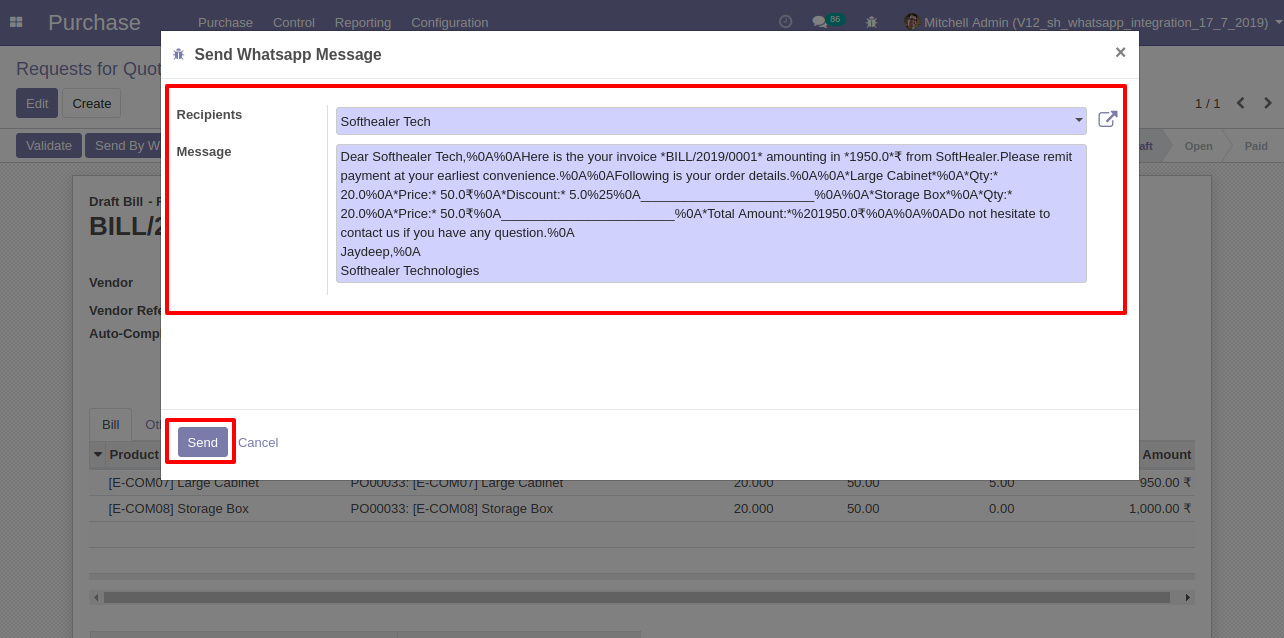 Purchase Purchase Control Reporting Configuration 86 Mitchell Admin (V12_sh_whatsapp_integration_17_7_2019)
Send Whatsapp Message ×
Requests for Quot
Edit Create 1 / 1
Validate Send By W aft Open Paid
Recipients Softhealer Tech
Message
Dear Softhealer Tech,%0A%0AHere is the your invoice *BILL/2019/0001* amounting in *1950.0*₹ from SoftHealer.Please remit
payment at your earliest convenience.%0A%0AFollowing is your order details.%0A%0A*Large Cabinet*%0A*Qty:*
20.0%0A*Price:* 50.0₹%0A*Discount:* 5.0%25%0A________________________%0A%0A*Storage Box*%0A*Qty:*
20.0%0A*Price:* 50.0₹%0A________________________%0A*Total Amount:*%201950.0₹%0A%0A%0ADo not hesitate to
contact us if you have any question.%0A
Jaydeep,%0A
Softhealer Technologies
Draft Bill - F
BILL/2
Vendor
Vendor Refe
Auto-Compl
Send Cancel
Bill Ot
Product Amount
[E-COM07] Large Cabinet PO00033: [E-COM07] Large Cabinet 20.000 50.00 5.00 950.00 ₹
[E-COM08] Storage Box PO00033: [E-COM08] Storage Box 20.000 50.00 0.00 1,000.00 ₹